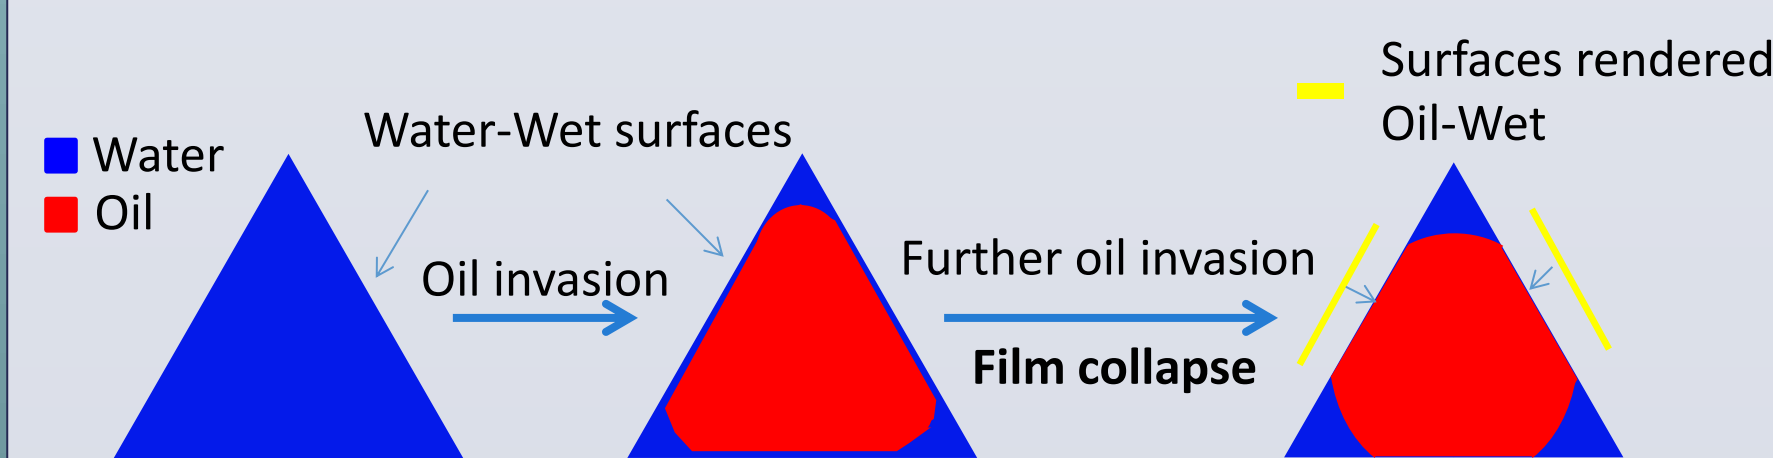 Water
Oil
Water-Wet surfaces
Oil invasion
Further oil invasion
Film collapse
Surfaces rendered
Oil-Wet